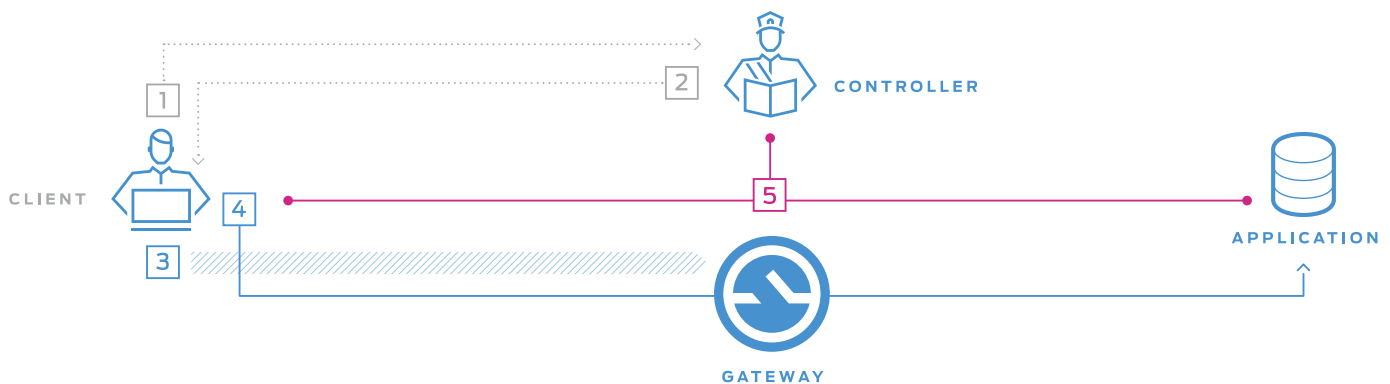 1
2
CONTROLLER
CLIENT
4
5
3
APPLICATION
GATEWAY